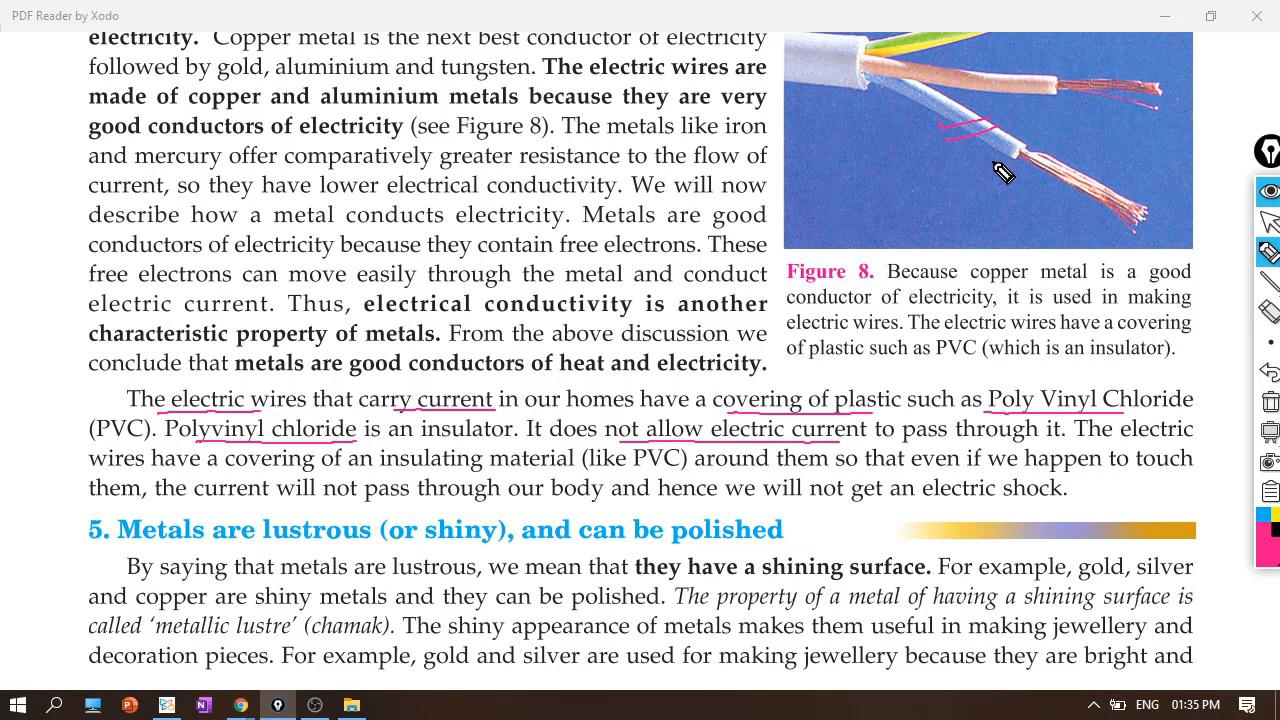 PDF Reader by Xodo
electricity. Copper metal is the next best conductor of electricity
followed by gold, aluminium and tungsten. The electric wires are
made of copper and aluminium metals because they are very
good conductors of electricity (see Figure 8). The metals like iron
and mercury offer comparatively greater resistance to the flow of
current, so they have lower electrical conductivity. We will now
describe how a metal conducts electricity. Metals are good
conductors of electricity because they contain free electrons. These
free electrons can move easily through the metal and conduct
electric current. Thus, electrical conductivity is another
characteristic property of metals. From the above discussion we
conclude that metals are good conductors of heat and electricity.
Figure 8. Because copper metal is a good
conductor of electricity, it is used in making
electric wires. The electric wires have a covering
of plastic such as PVC (which is an insulator).
The electric wires that carry current in our homes have a covering of plastic such as Poly Vinyl Chloride
(PVC). Polyvinyl chloride is an insulator. It does not allow electric current to pass through it. The electric
wires have a covering of an insulating material (like PVC) around them so that even if we happen to touch
them, the current will not pass through our body and hence we will not get an electric shock.
5. Metals are lustrous (or shiny), and can be polished
By saying that metals are lustrous, we mean that they have a shining surface. For example, gold, silver
and copper are shiny metals and they can be polished. The property of a metal of having a shining surface is
called ‘metallic lustre’ (chamak). The shiny appearance of metals makes them useful in making jewellery and
decoration pieces. For example, gold and silver are used for making jewellery because they are bright and
ENG 01:35 PM